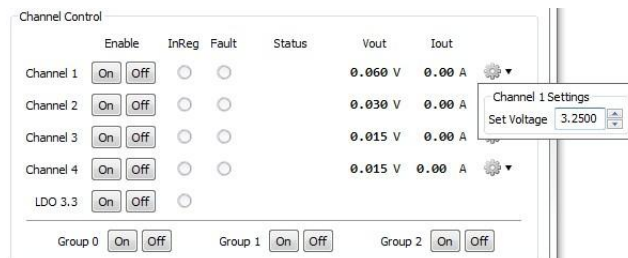 Channel Control
Enable InReg Fault Status Vout Iout
Channel 1 On Off 0.060 V 0.00 A
Channel 1 Settings
Channel 2 On Off 0.030 V 0.00 A
Set Voltage 3.2500
Channel 3 On Off 0.015 V 0.00 A
Channel 4 On Off 0.015 V 0.00 A
LDO 3.3 On Off
Group 0 On Off Group 1 On Off Group 2 On Off